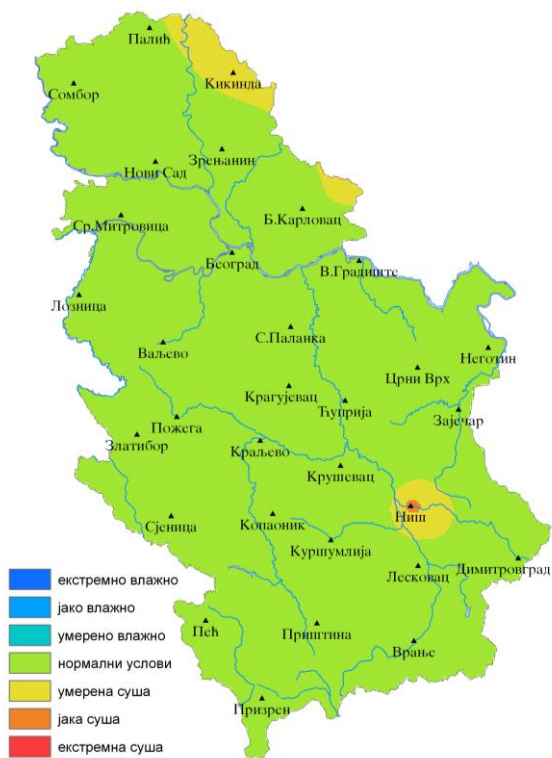 Палић
Кикинда
Сомбор
Зрењанин
Нови Сад
Б.Карловац
Ср.Митровица
Београд
В.Градиште
Лозница
С.Паланка
Ваљево
Неготин
Црни Врх
Крагујевац
Ћуприја
Зајечар
Пожега
Златибор
Краљево
Крушевац
Ниш
Сјеница
Копаоник
Куршумлија
Димитровград
Лесковац
Пећ
Приштина
Врање
Призрен
екстремно влажно
јако влажно
умерено влажно
нормални услови
умерена суша
јака суша
екстремна суша